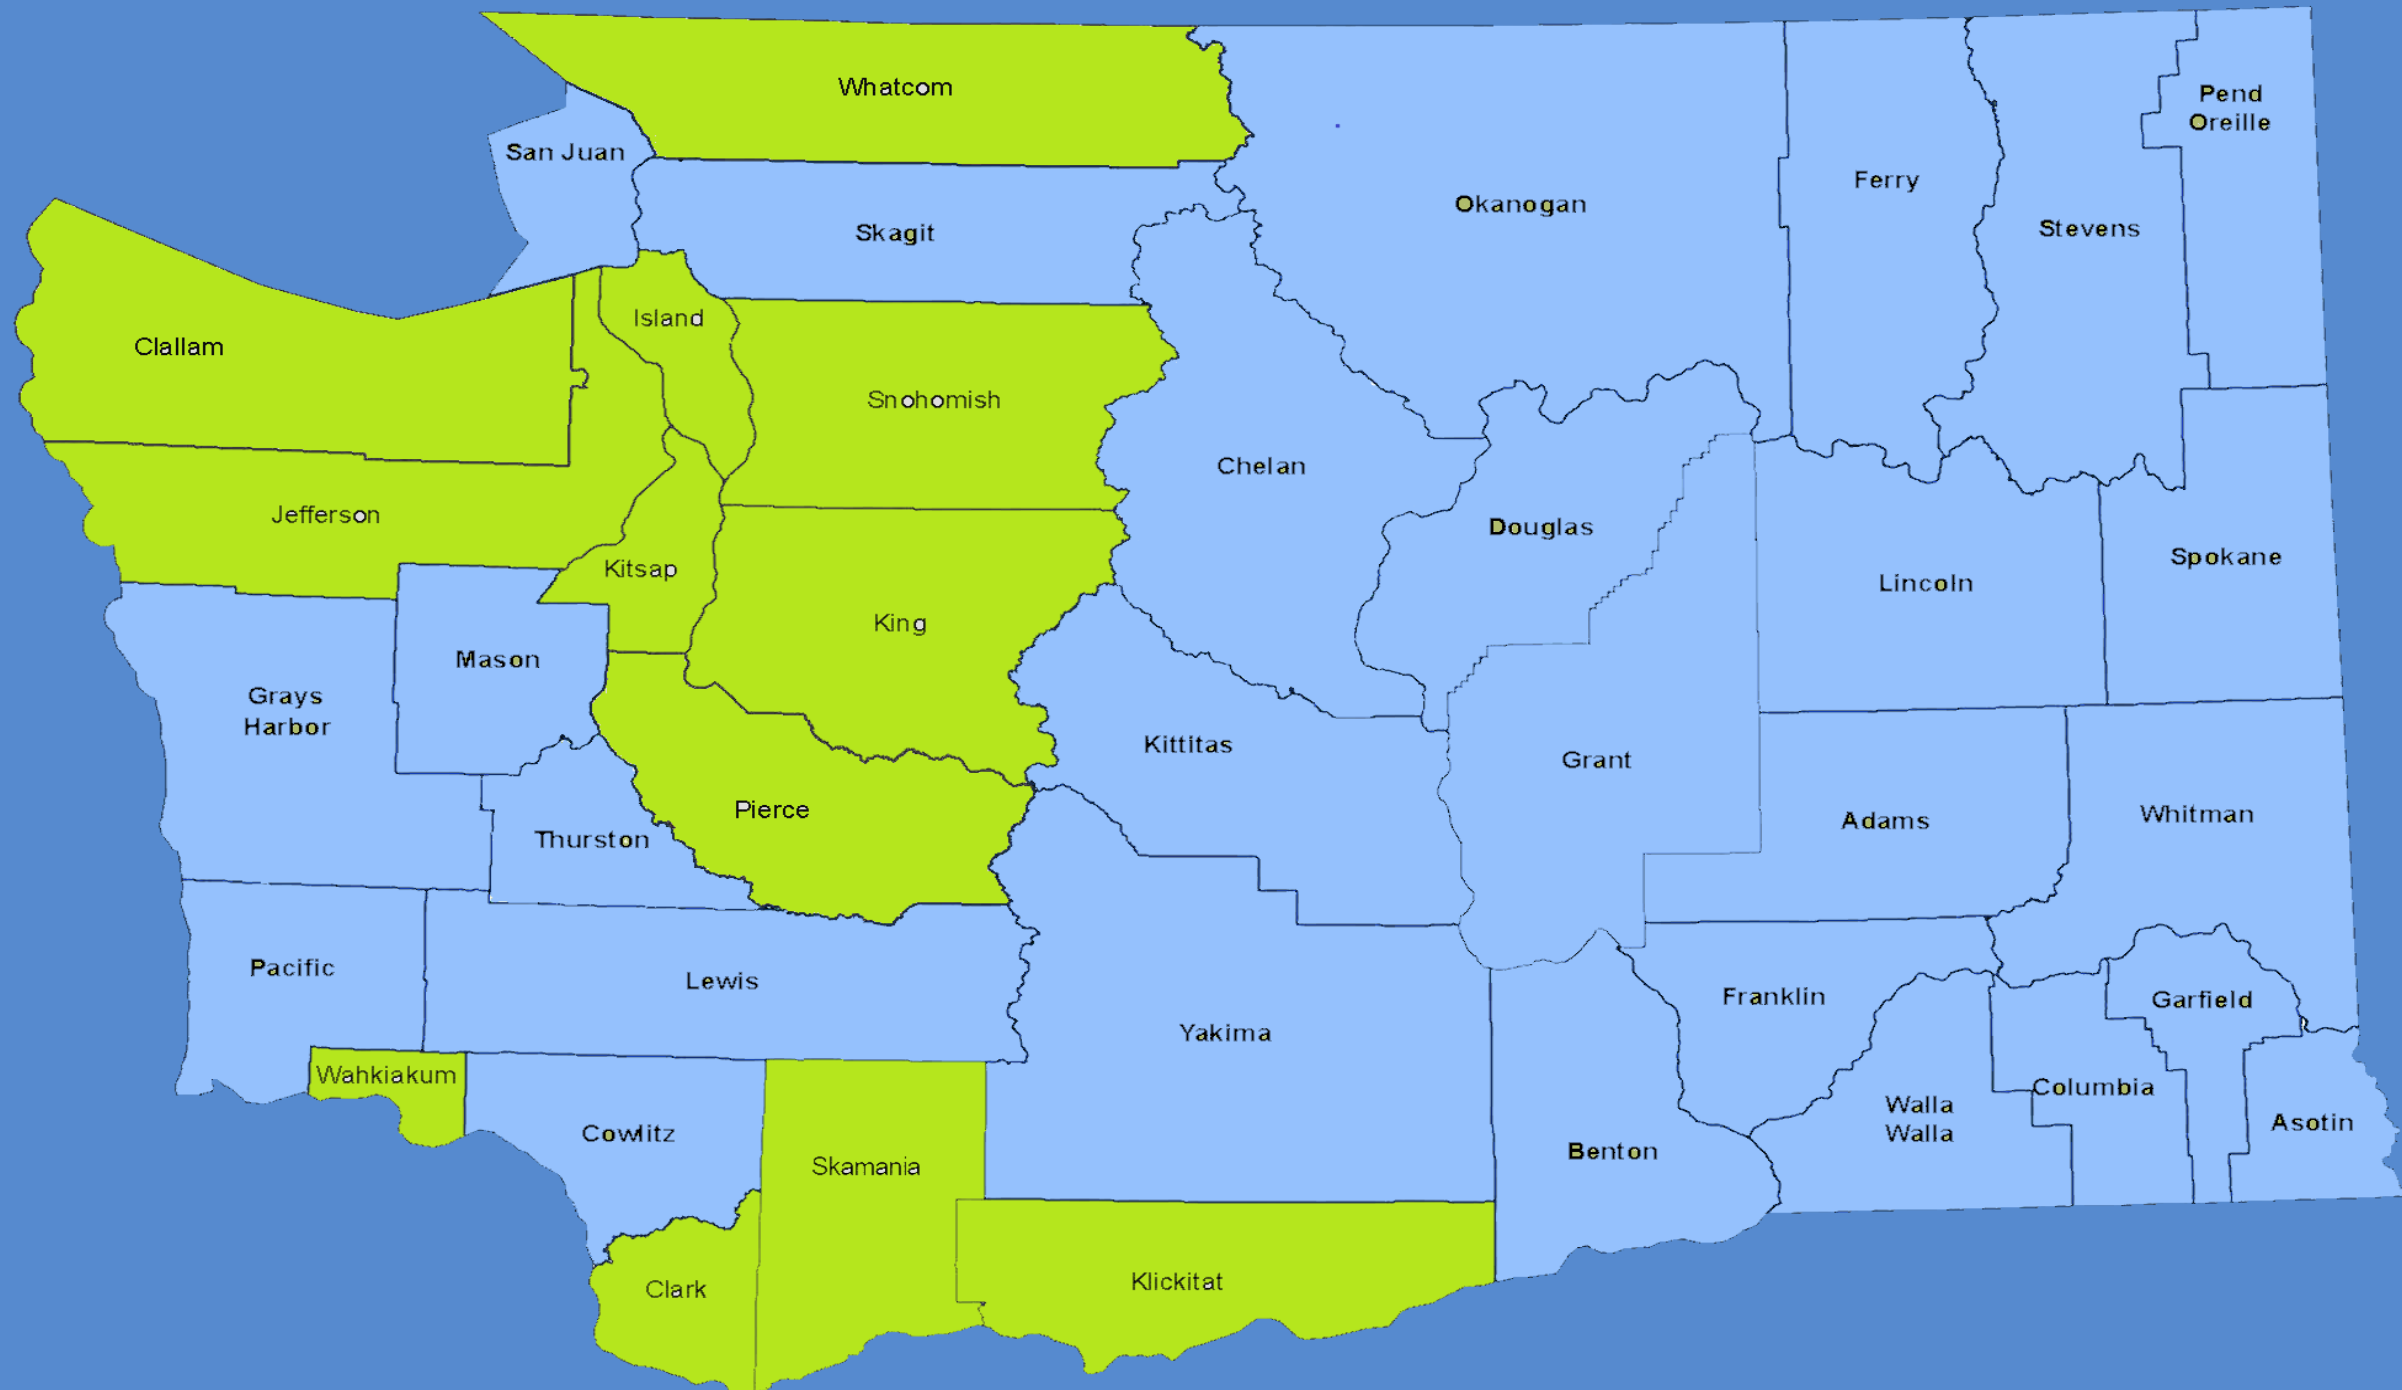 Whatcom
Pend
Oreille
San Juan
Ferry
Okanogan
Stevens
Skagit
Island
Clallam
Snohomish
Chelan
Jefferson
Douglas
Spokane
Kitsap
Lincoln
King
Mason
Grays
Harbor
Kittitas
Grant
Pierce
Whitman
Adams
Thurston
Pacific
Lewis
Franklin
Garfield
Yakima
Wahkiakum
Columbia
Walla
Walla
Asotin
Cowlitz
Benton
Skamania
Klickitat
Clark